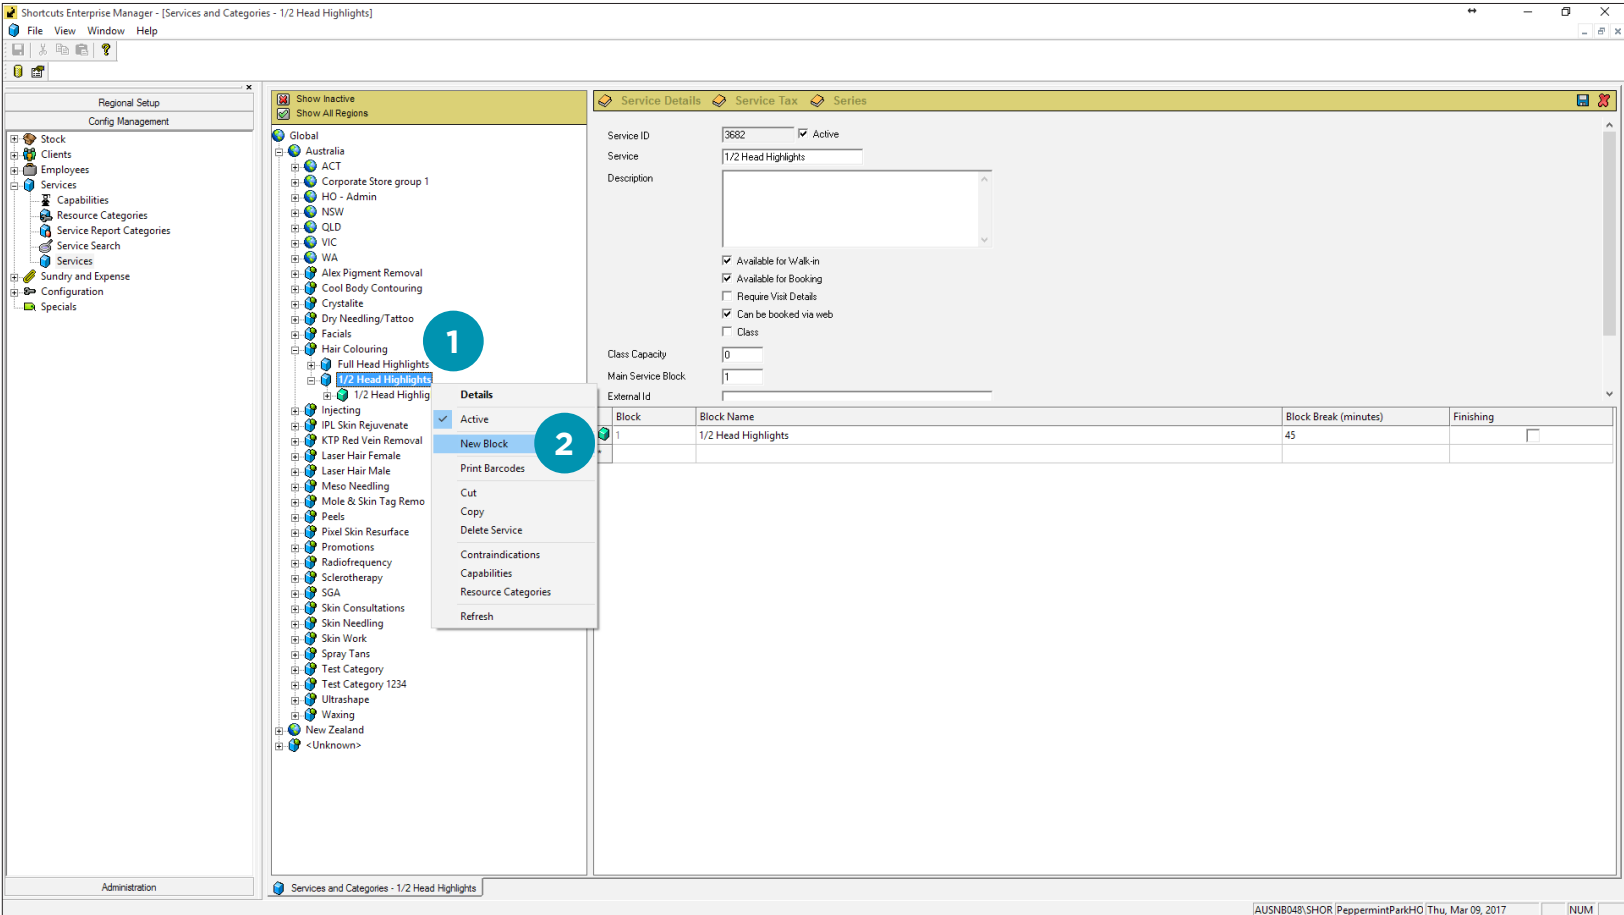 Shortcuts Enterprise Manager - [Services and Categories - 1/2 Head Highlights]
File View Window Help
Regional Setup
Config Management
Stock
Clients
Employees
Services
Capabilities
Resource Categories
Service Report Categories
Service Search
Services
Sundry and Expense
Configuration
Specials
Administration
Show Inactive
Show All Regions
Global
Australia
ACT
Corporate Store group 1
HO - Admin
NSW
QLD
VIC
WA
Alex Pigment Removal
Cool Body Contouring
Crystalite
Dry Needling/Tattoo
Facials
Hair Colouring
Full Head Highlights
1/2 Head Highlights
1/2 Head Highlig
Injecting
IPL Skin Rejuvenate
KTP Red Vein Removal
Laser Hair Female
Laser Hair Male
Meso Needling
Mole & Skin Tag Remo
Peels
Pixel Skin Resurface
Promotions
Radiofrequency
Sclerotherapy
SGA
Skin Consultations
Skin Needling
Skin Work
Spray Tans
Test Category
Test Category 1234
Ultrashape
Waxing
New Zealand
<Unknown>
1
Details
Active
New Block
2
Print Barcodes
Cut
Copy
Delete Service
Contraindications
Capabilities
Resource Categories
Refresh
Service Details Service Tax Series
Service ID 3682 Active
Service 1/2 Head Highlights
Description
Available for Walk-in
Available for Booking
Require Visit Details
Can be booked via web
Class
Class Capacity 0
Main Service Block 1
External Id
Block Block Name Block Break (minutes) Finishing
1 1/2 Head Highlights 45
*
Services and Categories - 1/2 Head Highlights
AUSNB048\SHOR PeppermintParkHO Thu, Mar 09, 2017 NUM